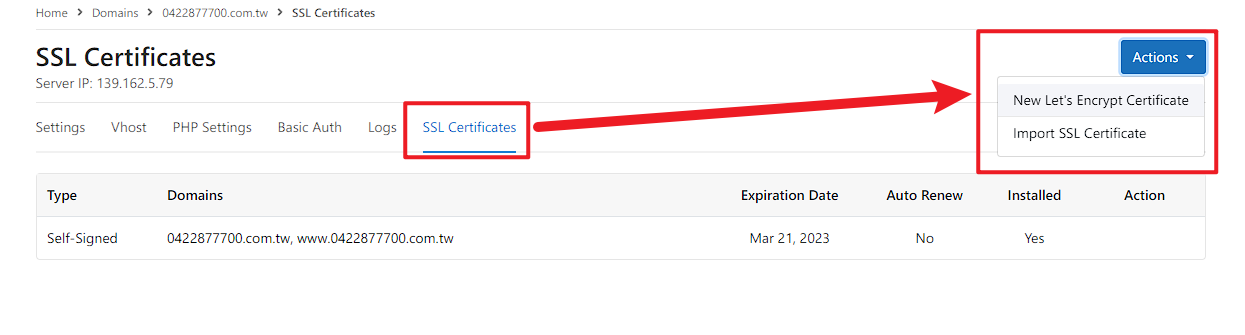 Home > Domains > 0422877700.com.tw > SSL Certificates
SSL Certificates
Actions
Server IP: 139.162.5.79
New Let's Encrypt Certificate
Import SSL Certificate
Settings Vhost PHP Settings Basic Auth Logs SSL Certificates
Type Domains Expiration Date Auto Renew Installed Action
Self-Signed 0422877700.com.tw, www.0422877700.com.tw Mar 21, 2023 No Yes